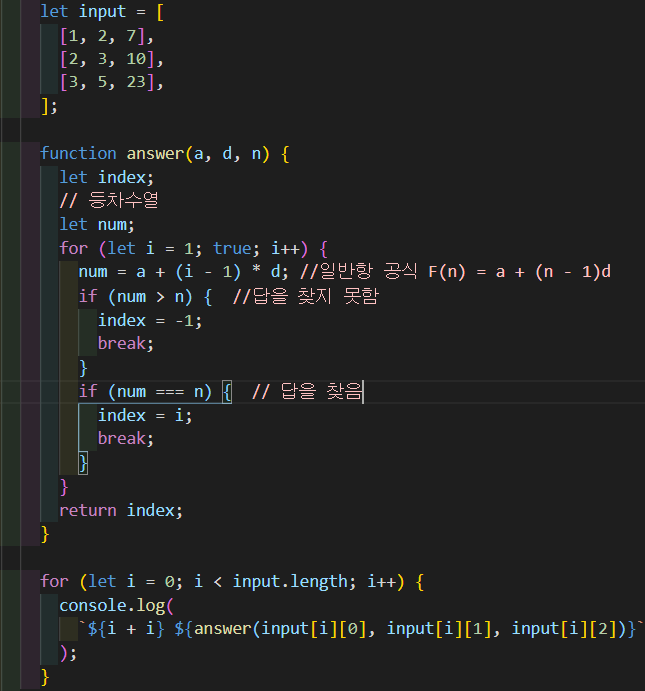 let input = [
[1, 2, 7],
[2, 3, 10],
[3, 5, 23],
];
function answer(a, d, n) {
let index;
// 등차수열
let num;
for (let i = 1; true; i++) {
num = a + (i - 1) * d; //일반항 공식 F(n) = a + (n - 1)d
if (num > n) {  //답을 찾지 못함
index = -1;
break;
}
if (num === n) {  // 답을 찾음
index = i;
break;
}
}
return index;
}
for (let i = 0; i < input.length; i++) {
console.log(
`${i + i} ${answer(input[i][0], input[i][1], input[i][2])}`
);
}